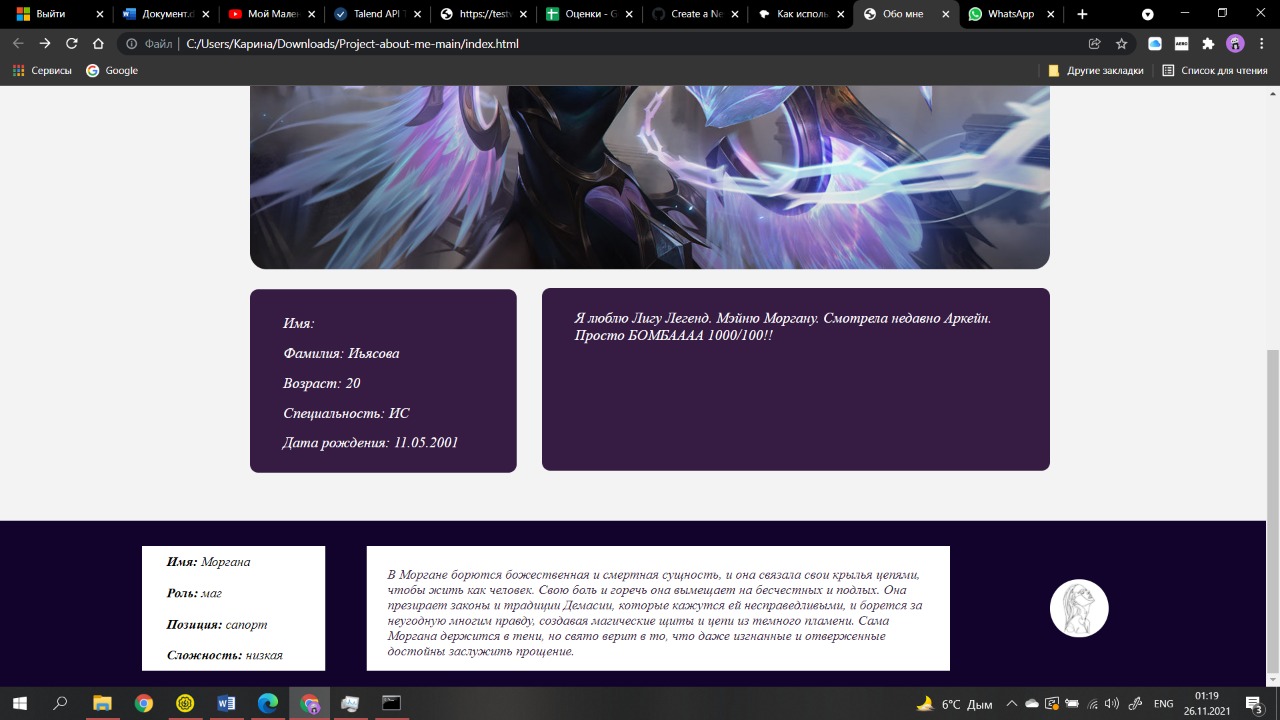 Выйти
Документ.d
Мой Мален
Talend API T
https://testv
Оценки - G
Create a Ne
Как исполь
Обо мне
WhatsApp
Файл | C:/Users/Карина/Downloads/Project-about-me-main/index.html
Сервисы
Google
Другие закладки
Список для чтения
Имя:
Фамилия: Иьясова
Возраст: 20
Специальность: ИС
Дата рождения: 11.05.2001
Я люблю Лигу Легенд. Мэйню Моргану. Смотрела недавно Аркейн.
Просто БОМБАААА 1000/100!!
Имя: Моргана
Роль: маг
Позиция: сапорт
Сложность: низкая
В Моргане борются божественная и смертная сущность, и она связала свои крылья цепями,
чтобы жить как человек. Свою боль и горечь она вымещает на бесчестных и подлых. Она
презирает законы и традиции Демасии, которые кажутся ей несправедливыми, и борется за
неугодную многим правду, создавая магические щиты и цепи из темного пламени. Сама
Моргана держится в тени, но свято верит в то, что даже изгнанные и отверженные
достойны заслужить прощение.
6°C Дым
ENG
01:19
26.11.2021
3